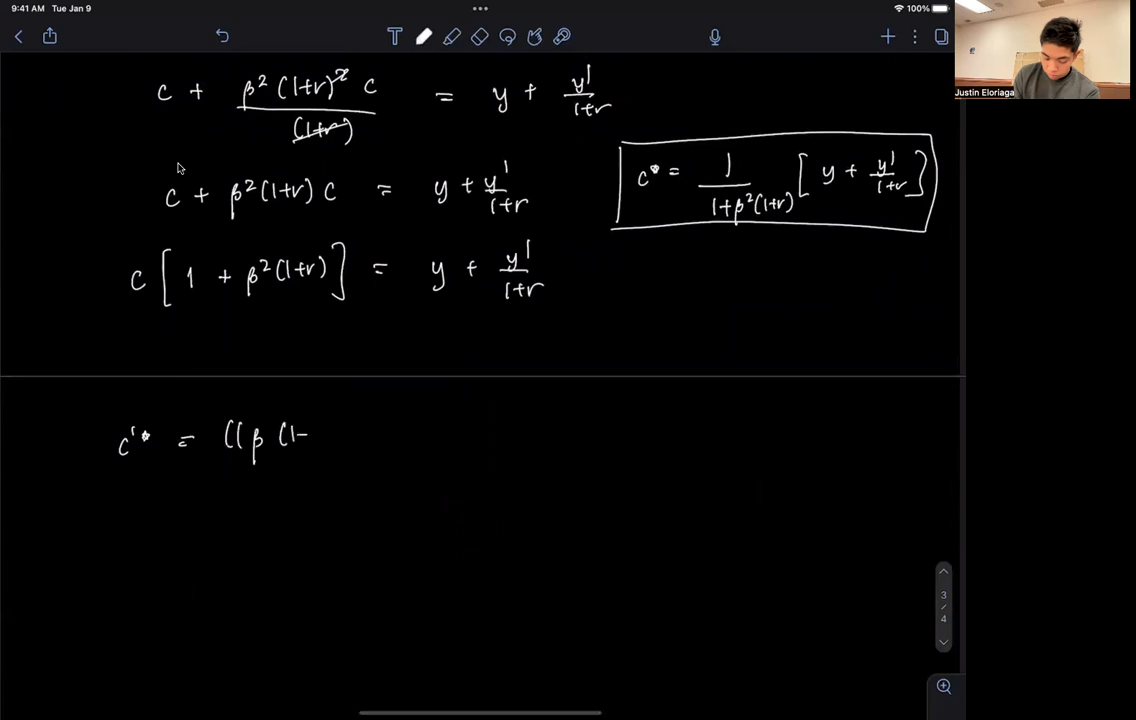 9:41 AM Tue Jan 9
100%
T
Justin Eloriaga
c + β² (1+r)² c / (1+r) = y + y' / 1+r
c + β²(1+r) c = y + y' / 1+r
c* = 1 / 1+β²(1+r) [ y + y' / 1+r ]
c [ 1 + β²(1+r) ] = y + y' / 1+r
c'* = ((β (1-
3
/
4